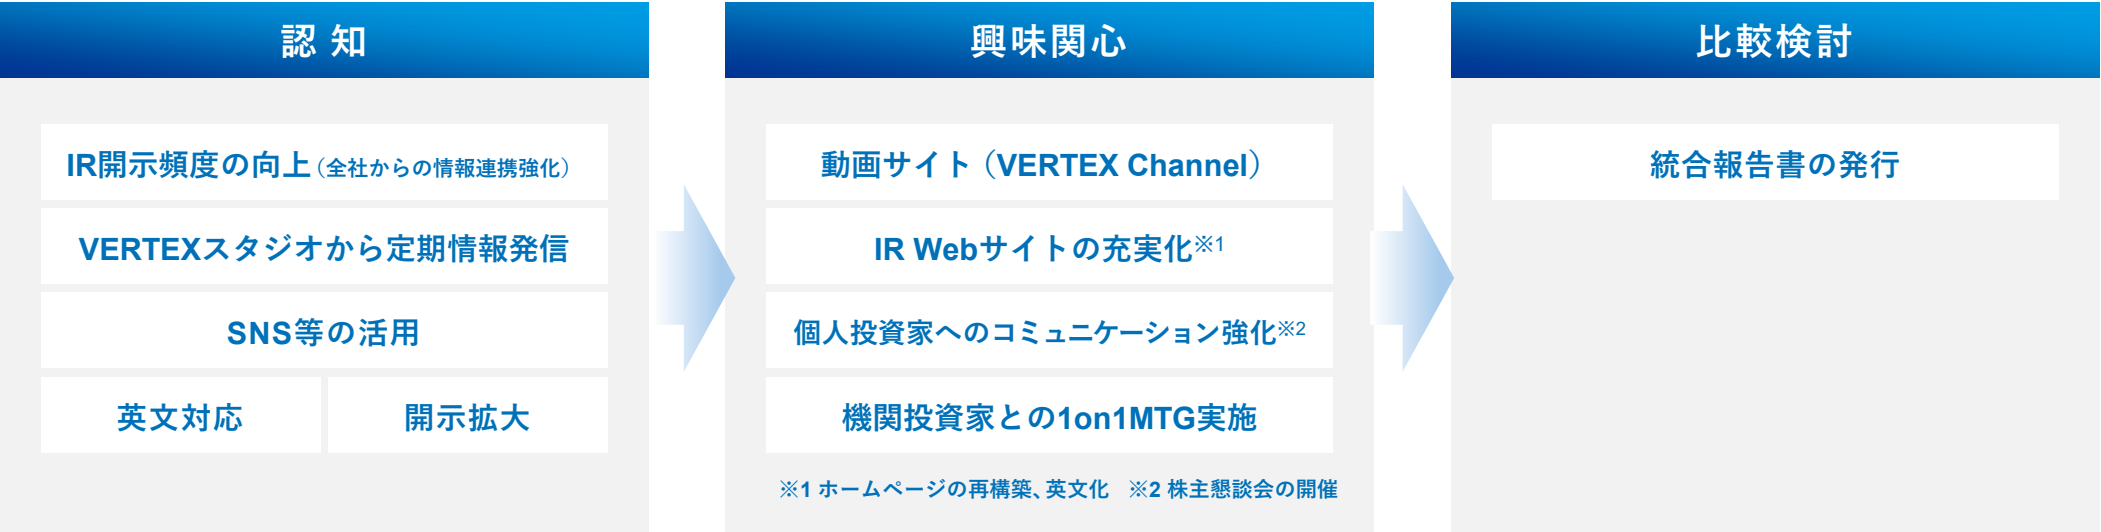 認知
IR開示頻度の向上（全社からの情報連携強化）
VERTEXスタジオから定期情報発信
SNS等の活用
英文対応
開示拡大
興味関心
動画サイト（VERTEX Channel）
IR Webサイトの充実化※1
個人投資家へのコミュニケーション強化※2
機関投資家との1on1MTG実施
※1 ホームページの再構築、英文化 ※2 株主懇談会の開催
比較検討
統合報告書の発行